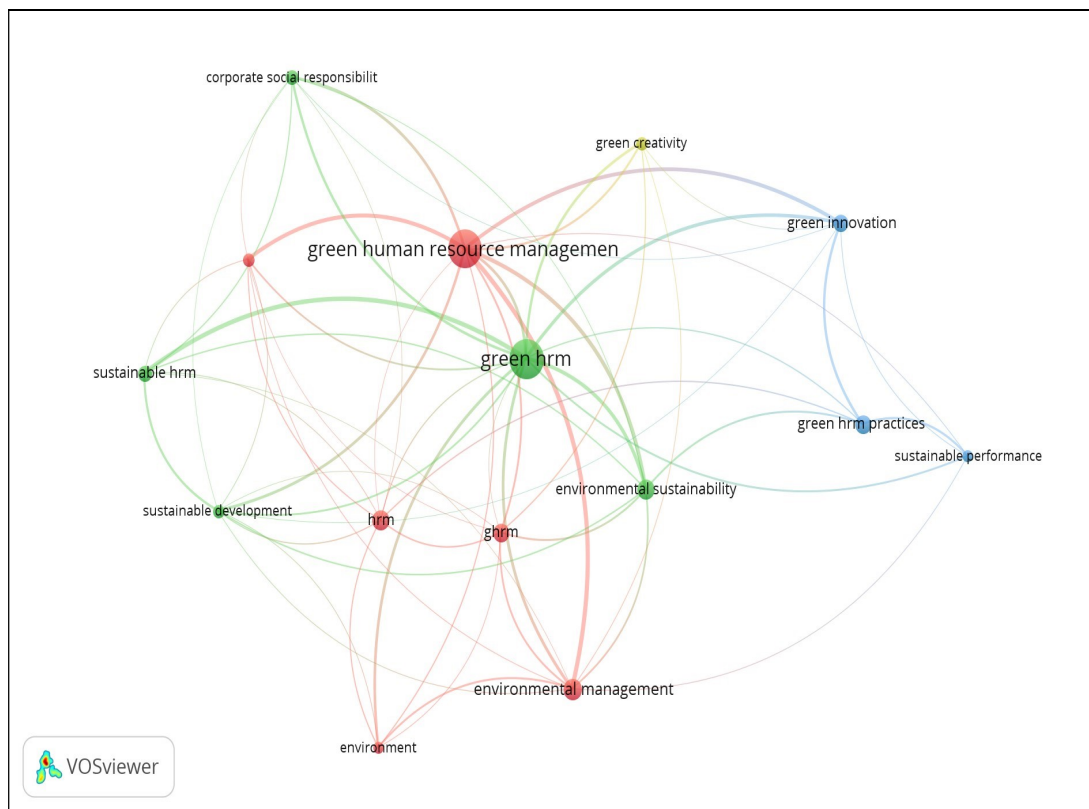 corporate social responsibilit
green creativity
green innovation
green human resource managemen
green hrm
sustainable hrm
green hrm practices
sustainable performance
environmental sustainability
sustainable development
hrm
ghrm
environmental management
environment
VOSviewer